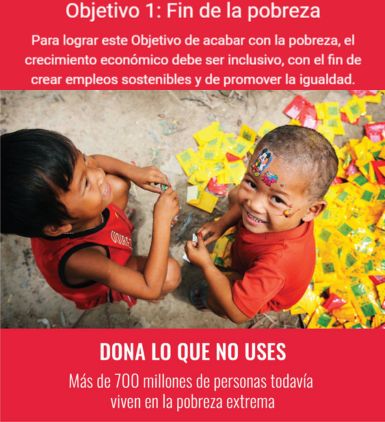 Objetivo 1: Fin de la pobreza
Para lograr este Objetivo de acabar con la pobreza, el
crecimiento económico debe ser inclusivo, con el fin de
crear empleos sostenibles y de promover la igualdad.
DONA LO QUE NO USES
Más de 700 millones de personas todavía
viven en la pobreza extrema